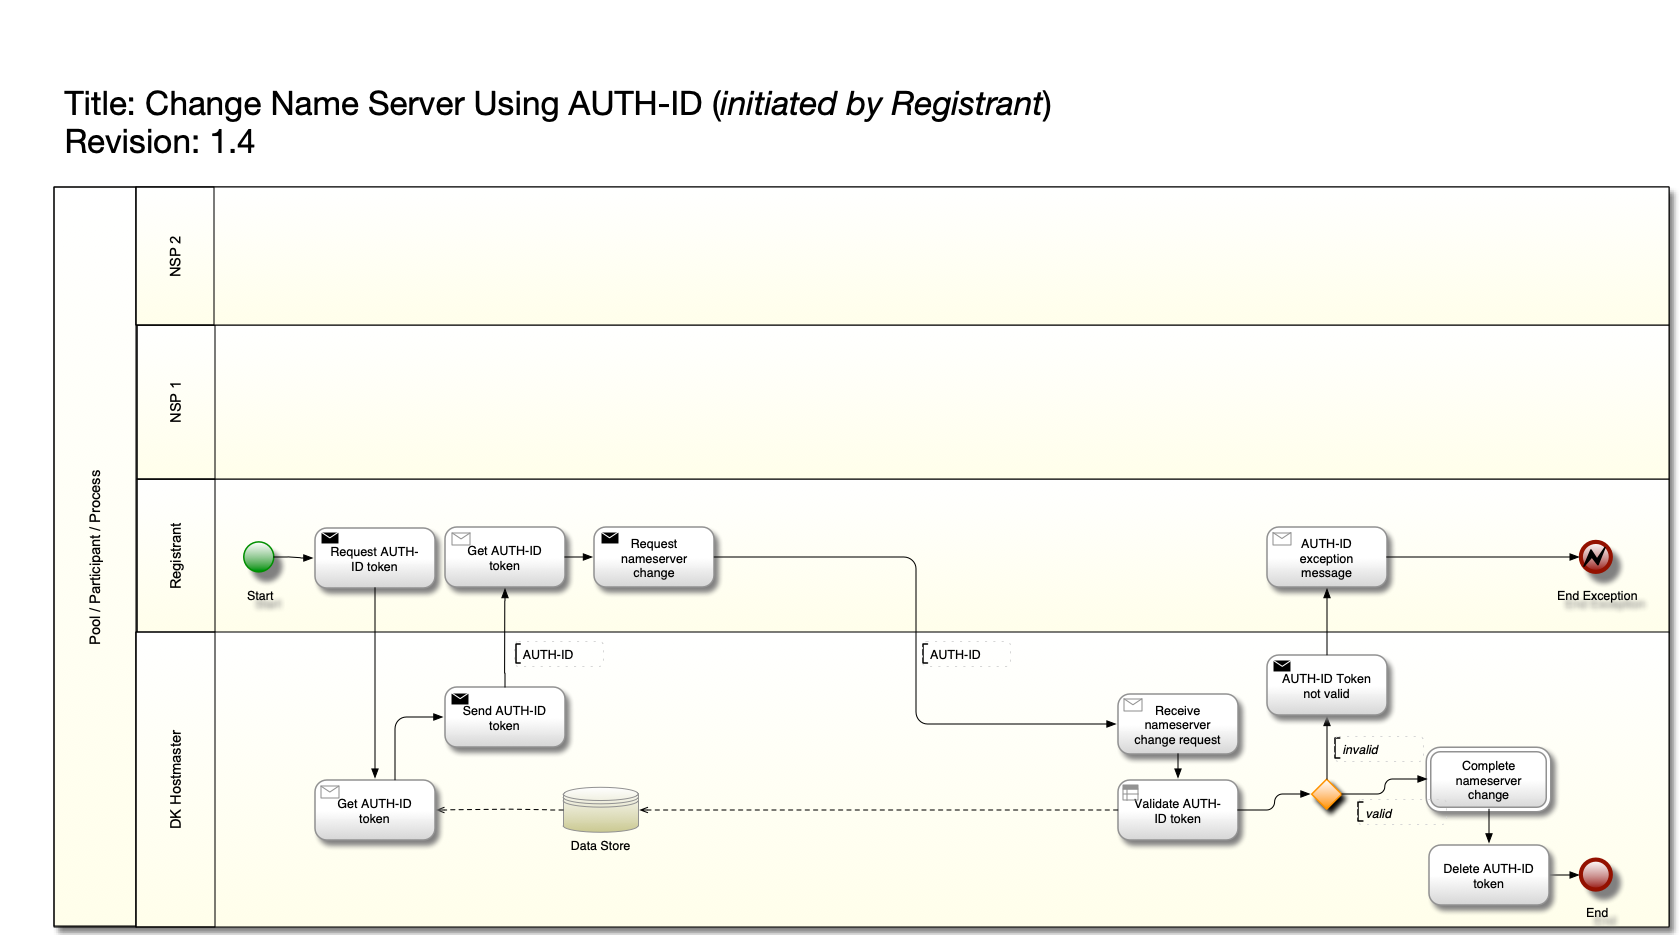 Title: Change Name Server Using AUTH-ID (initiated by Registrant)
Revision: 1.4
Pool / Participant / Process
NSP 2
NSP 1
Registrant
Start
Request AUTH-
ID token
Get AUTH-ID
token
Request
nameserver
change
AUTH-ID
exception
message
End Exception
DK Hostmaster
AUTH-ID
AUTH-ID
Send AUTH-ID
token
Get AUTH-ID
token
Data Store
Receive
nameserver
change request
Validate AUTH-
ID token
AUTH-ID Token
not valid
invalid
valid
Complete
nameserver
change
Delete AUTH-ID
token
End